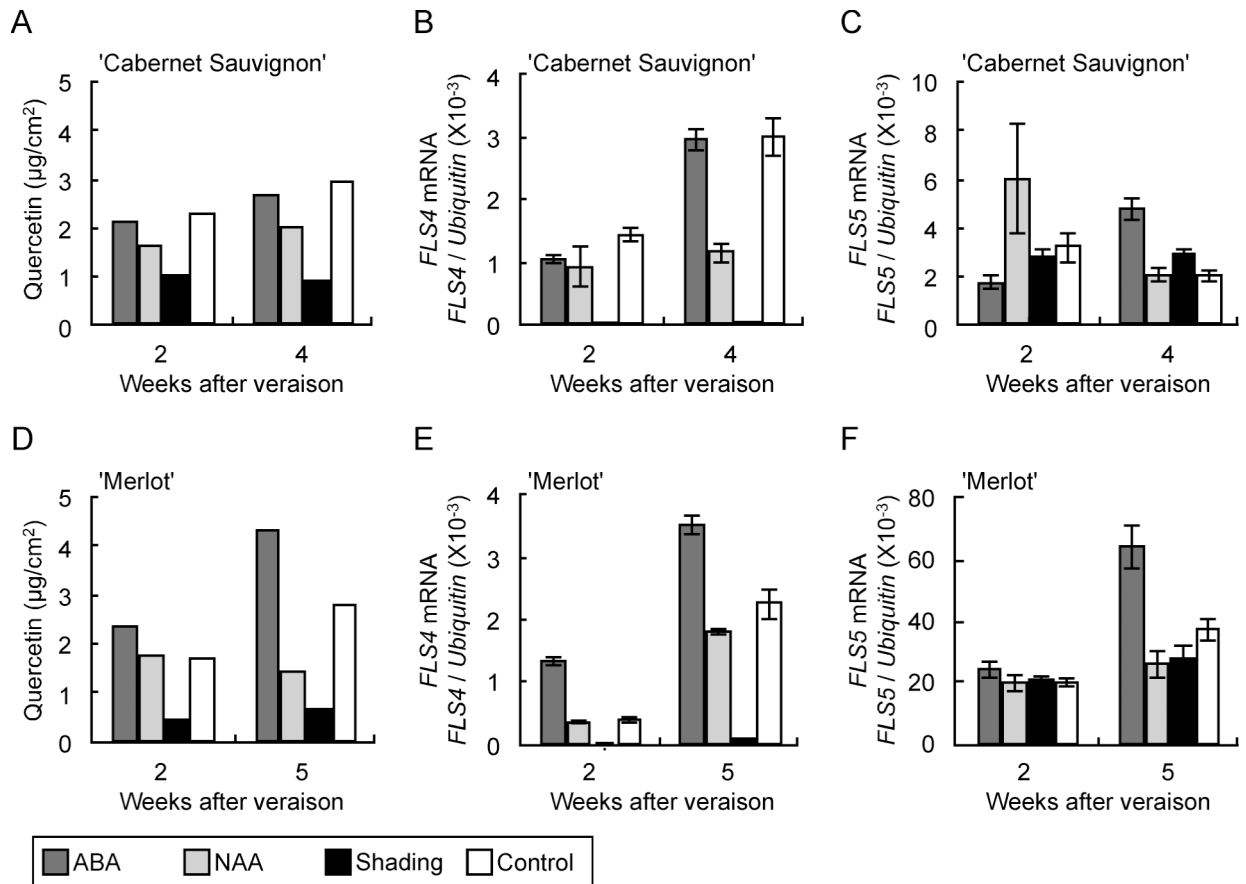 A
'Cabernet Sauvignon'
Quercetin (µg/cm²)
5
4
3
2
1
0
2
4
Weeks after veraison
B
'Cabernet Sauvignon'
FLS4 mRNA
FLS4 / Ubiquitin (X10⁻³)
4
3
2
1
0
2
4
Weeks after veraison
C
'Cabernet Sauvignon'
FLS5 mRNA
FLS5 / Ubiquitin (X10⁻³)
10
8
6
4
2
0
2
4
Weeks after veraison
D
'Merlot'
Quercetin (µg/cm²)
5
4
3
2
1
0
2
5
Weeks after veraison
E
'Merlot'
FLS4 mRNA
FLS4 / Ubiquitin (X10⁻³)
4
3
2
1
0
2
5
Weeks after veraison
F
'Merlot'
FLS5 mRNA
FLS5 / Ubiquitin (X10⁻³)
80
60
40
20
0
2
5
Weeks after veraison
ABA NAA Shading Control